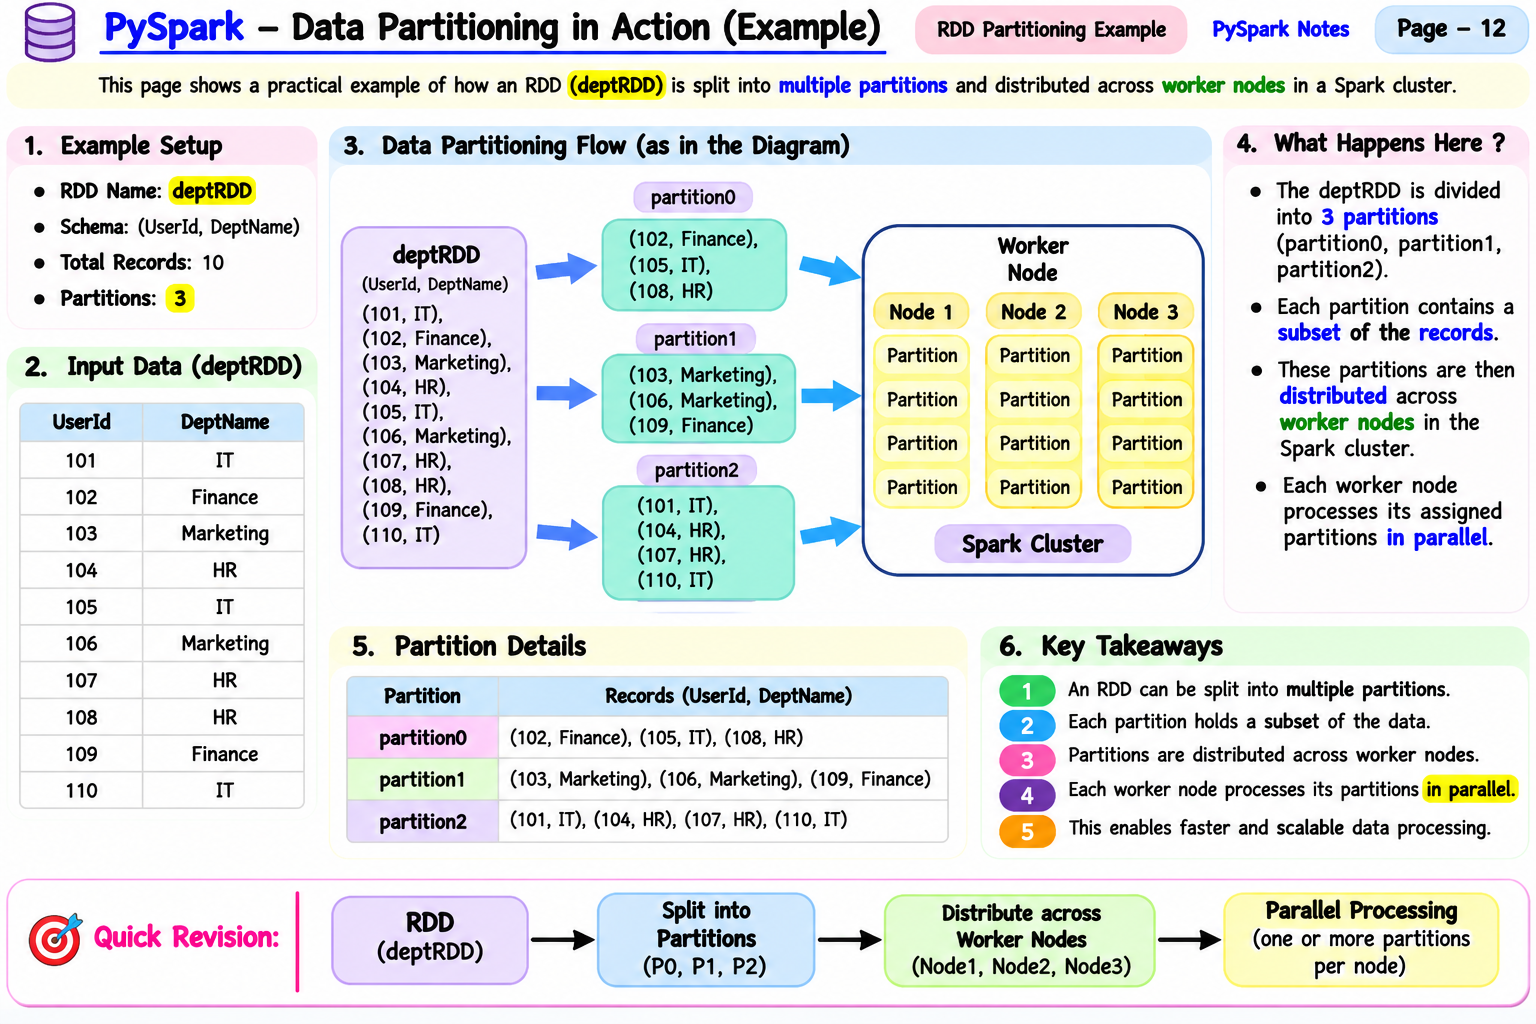 PySpark – Data Partitioning in Action (Example)
RDD Partitioning Example
PySpark Notes
Page – 12
This page shows a practical example of how an RDD (deptRDD) is split into multiple partitions and distributed across worker nodes in a Spark cluster.
1. Example Setup
● RDD Name: deptRDD
● Schema: (UserId, DeptName)
● Total Records: 10
● Partitions: 3
2. Input Data (deptRDD)
UserId DeptName
101 IT
102 Finance
103 Marketing
104 HR
105 IT
106 Marketing
107 HR
108 HR
109 Finance
110 IT
3. Data Partitioning Flow (as in the Diagram)
deptRDD
(UserId, DeptName)
(101, IT),
(102, Finance),
(103, Marketing),
(104, HR),
(105, IT),
(106, Marketing),
(107, HR),
(108, HR),
(109, Finance),
(110, IT)
partition0
(102, Finance),
(105, IT),
(108, HR)
partition1
(103, Marketing),
(106, Marketing),
(109, Finance)
partition2
(101, IT),
(104, HR),
(107, HR),
(110, IT)
Worker
Node
Node 1 Node 2 Node 3
Partition Partition Partition
Partition Partition Partition
Partition Partition Partition
Partition Partition Partition
Spark Cluster
4. What Happens Here ?
● The deptRDD is divided
into 3 partitions
(partition0, partition1,
partition2).
● Each partition contains a
subset of the records.
● These partitions are then
distributed across
worker nodes in the
Spark cluster.
● Each worker node
processes its assigned
partitions in parallel.
5. Partition Details
Partition Records (UserId, DeptName)
partition0 (102, Finance), (105, IT), (108, HR)
partition1 (103, Marketing), (106, Marketing), (109, Finance)
partition2 (101, IT), (104, HR), (107, HR), (110, IT)
6. Key Takeaways
1 An RDD can be split into multiple partitions.
2 Each partition holds a subset of the data.
3 Partitions are distributed across worker nodes.
4 Each worker node processes its partitions in parallel.
5 This enables faster and scalable data processing.
Quick Revision:
RDD
(deptRDD)
Split into
Partitions
(P0, P1, P2)
Distribute across
Worker Nodes
(Node1, Node2, Node3)
Parallel Processing
(one or more partitions
per node)